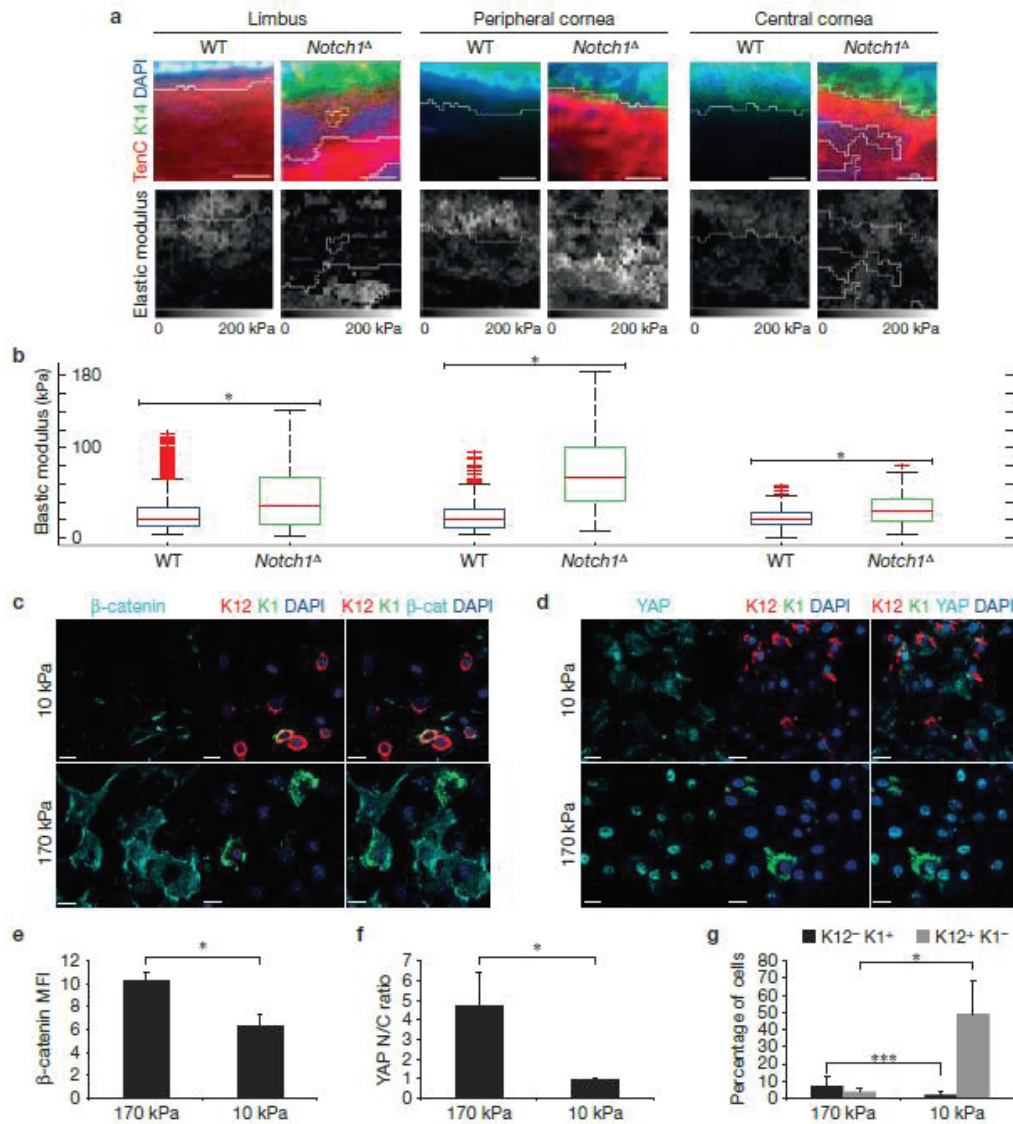 a
Limbus Peripheral cornea Central cornea
WT Notch1Δ WT Notch1Δ WT Notch1Δ
TenC K14 DAPI
Elastic modulus
0 200 kPa 0 200 kPa 0 200 kPa 0 200 kPa 0 200 kPa 0 200 kPa
b
Elastic modulus (kPa)
180
100
0
* * *
WT Notch1Δ WT Notch1Δ WT Notch1Δ
c
β-catenin K12 K1 DAPI K12 K1 β-cat DAPI
10 kPa
170 kPa
d
YAP K12 K1 DAPI K12 K1 YAP DAPI
10 kPa
170 kPa
e
β-catenin MFI
12
10
8
6
4
2
0
*
170 kPa 10 kPa
f
YAP N/C ratio
7
6
5
4
3
2
1
0
*
170 kPa 10 kPa
g
K12− K1+ K12+ K1−
Percentage of cells
80
70
60
50
40
30
20
10
0
*
***
170 kPa 10 kPa